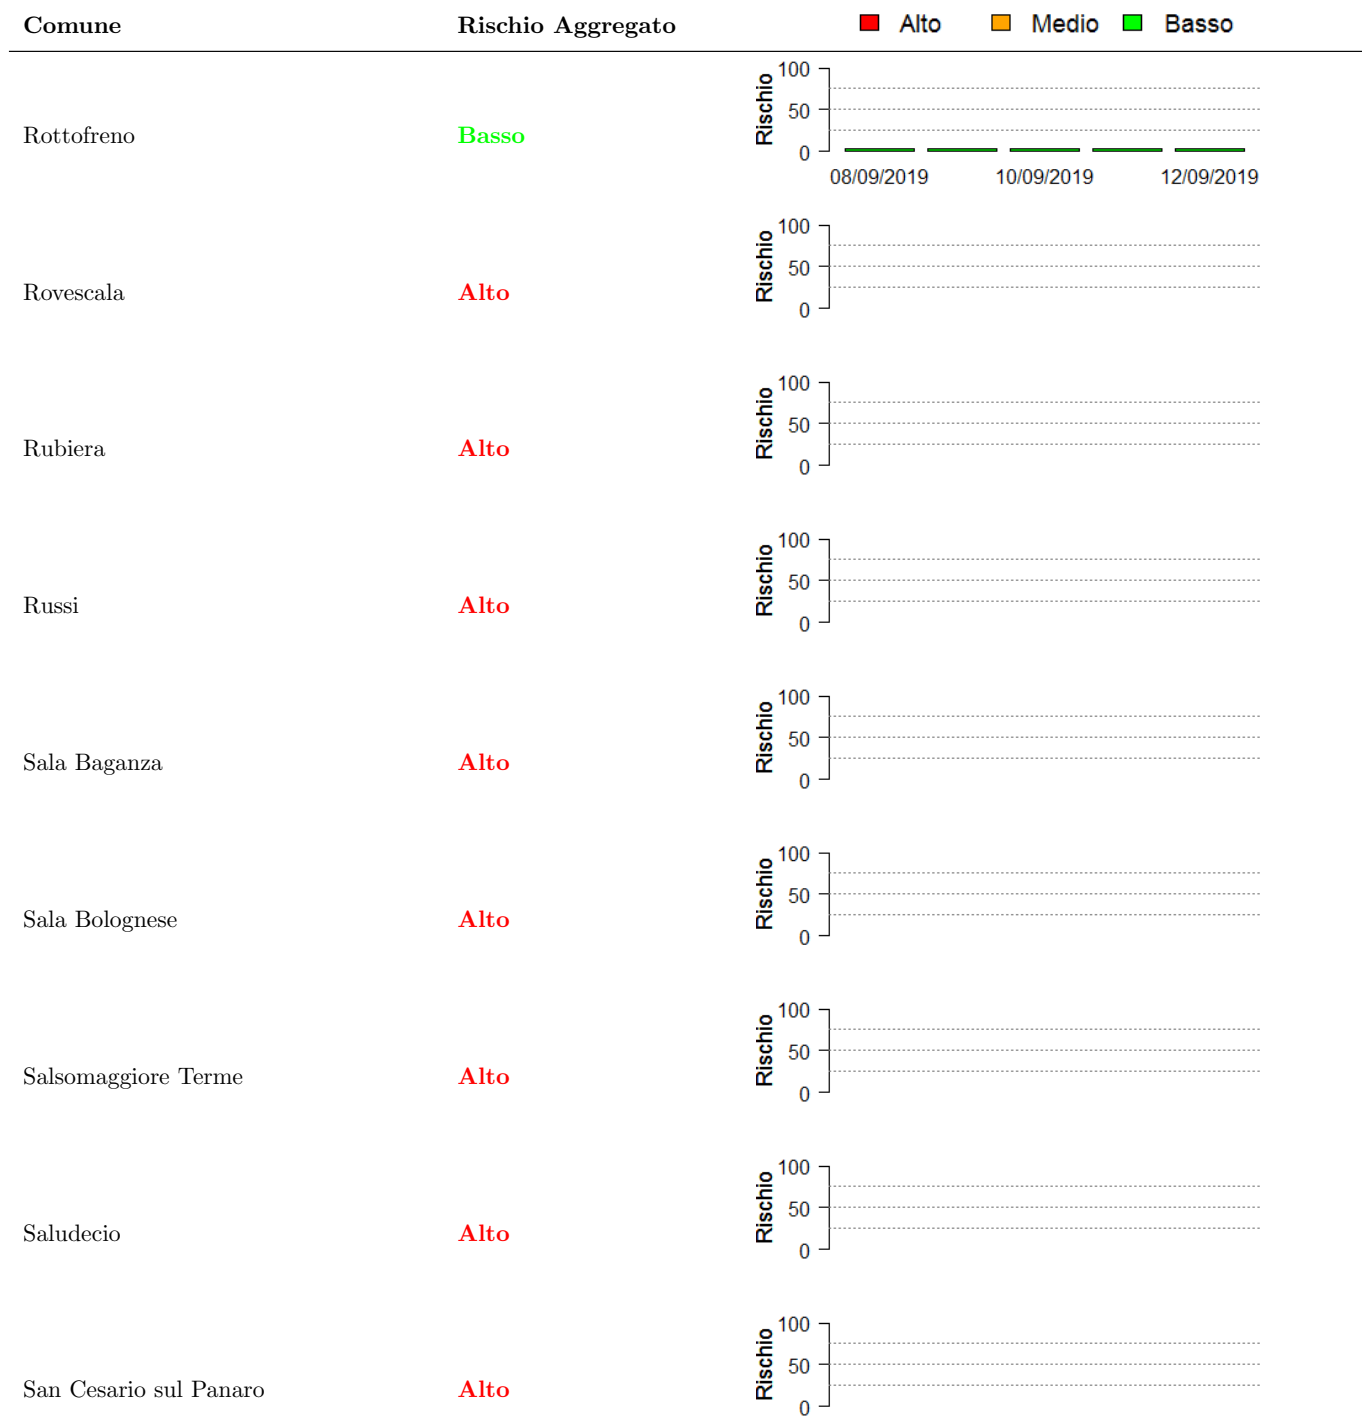 Comune Rischio Aggregato Alto Medio Basso
Rottofreno Basso
Rischio
100
50
0
08/09/2019 10/09/2019 12/09/2019
Rovescala Alto
Rischio
100
50
0
Rubiera Alto
Rischio
100
50
0
Russi Alto
Rischio
100
50
0
Sala Baganza Alto
Rischio
100
50
0
Sala Bolognese Alto
Rischio
100
50
0
Salsomaggiore Terme Alto
Rischio
100
50
0
Saludecio Alto
Rischio
100
50
0
San Cesario sul Panaro Alto
Rischio
100
50
0